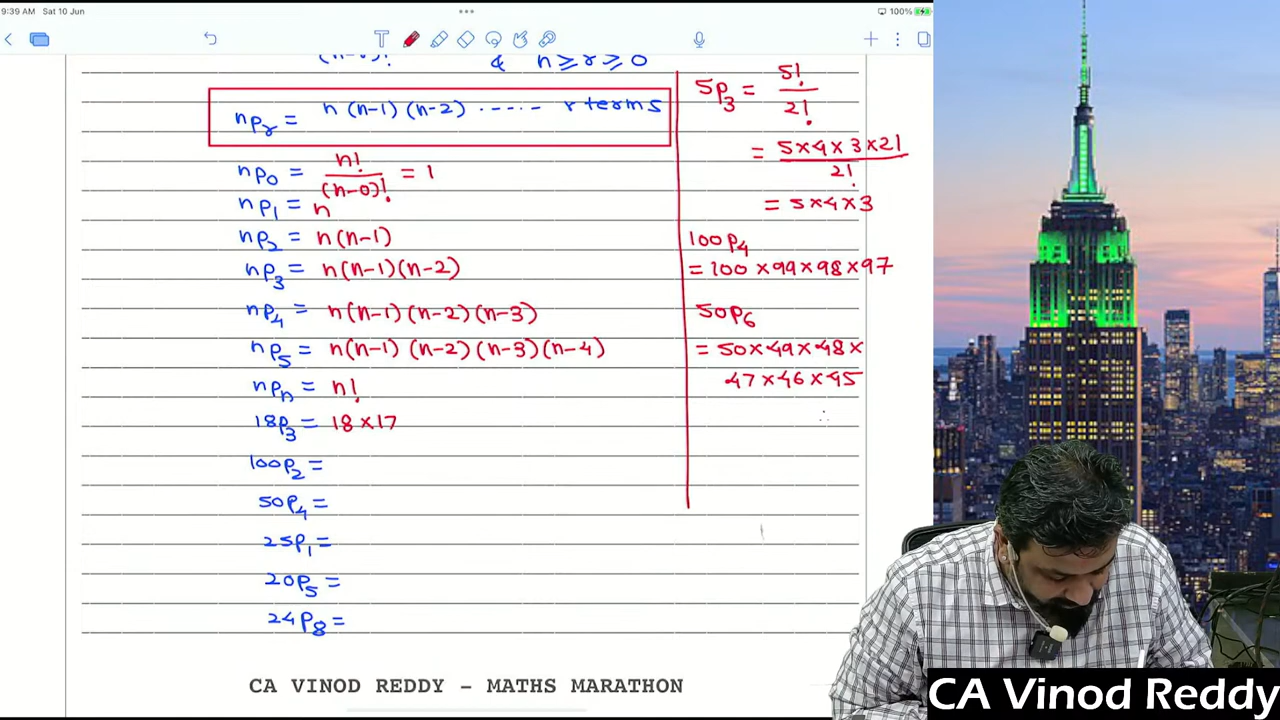 9:39 AM Sat 10 Jun
100%
(n-0)! & n ≥ r ≥ 0
nPr = n(n-1)(n-2) ...... r terms
nP0 = n!/(n-0)! = 1
nP1 = n
nP2 = n(n-1)
nP3 = n(n-1)(n-2)
nP4 = n(n-1)(n-2)(n-3)
nP5 = n(n-1)(n-2)(n-3)(n-4)
nPn = n!
18P3 = 18×17
100P2 =
50P4 =
25P1 =
20P5 =
24P8 =
5P3 = 5!/2!
= 5×4×3×2!/2!
= 5×4×3
100P4
= 100×99×98×97
50P6
= 50×49×48×
47×46×45
CA VINOD REDDY - MATHS MARATHON
CA Vinod Reddy